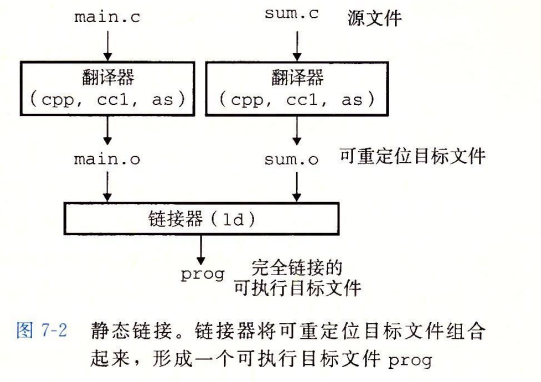 main.c sum.c 源文件
翻译器 翻译器
(cpp, cc1, as) (cpp, cc1, as)
main.o sum.o 可重定位目标文件
链接器(ld)
prog 完全链接的
可执行目标文件
图 7-2 静态链接。链接器将可重定位目标文件组合
起来，形成一个可执行目标文件 prog